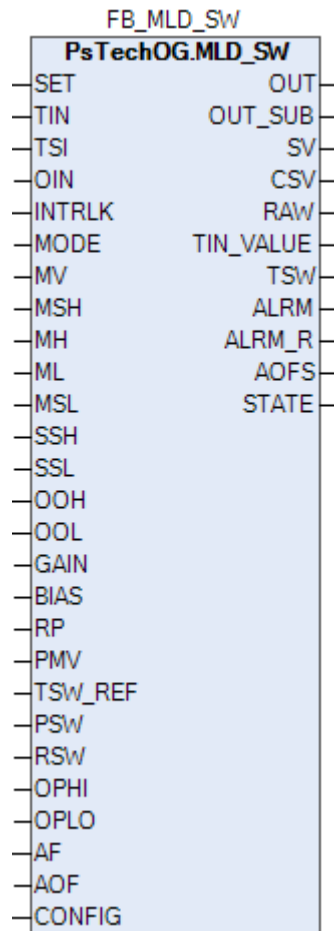 FB_MLD_SW
PsTechOG.MLD_SW
SET OUT
TIN OUT_SUB
TSI SV
OIN CSV
INTRLK RAW
MODE TIN_VALUE
MV TSW
MSH ALRM
MH ALRM_R
ML AOFS
MSL STATE
SSH
SSL
OOH
OOL
GAIN
BIAS
RP
PMV
TSW_REF
PSW
RSW
OPHI
OPLO
AF
AOF
CONFIG